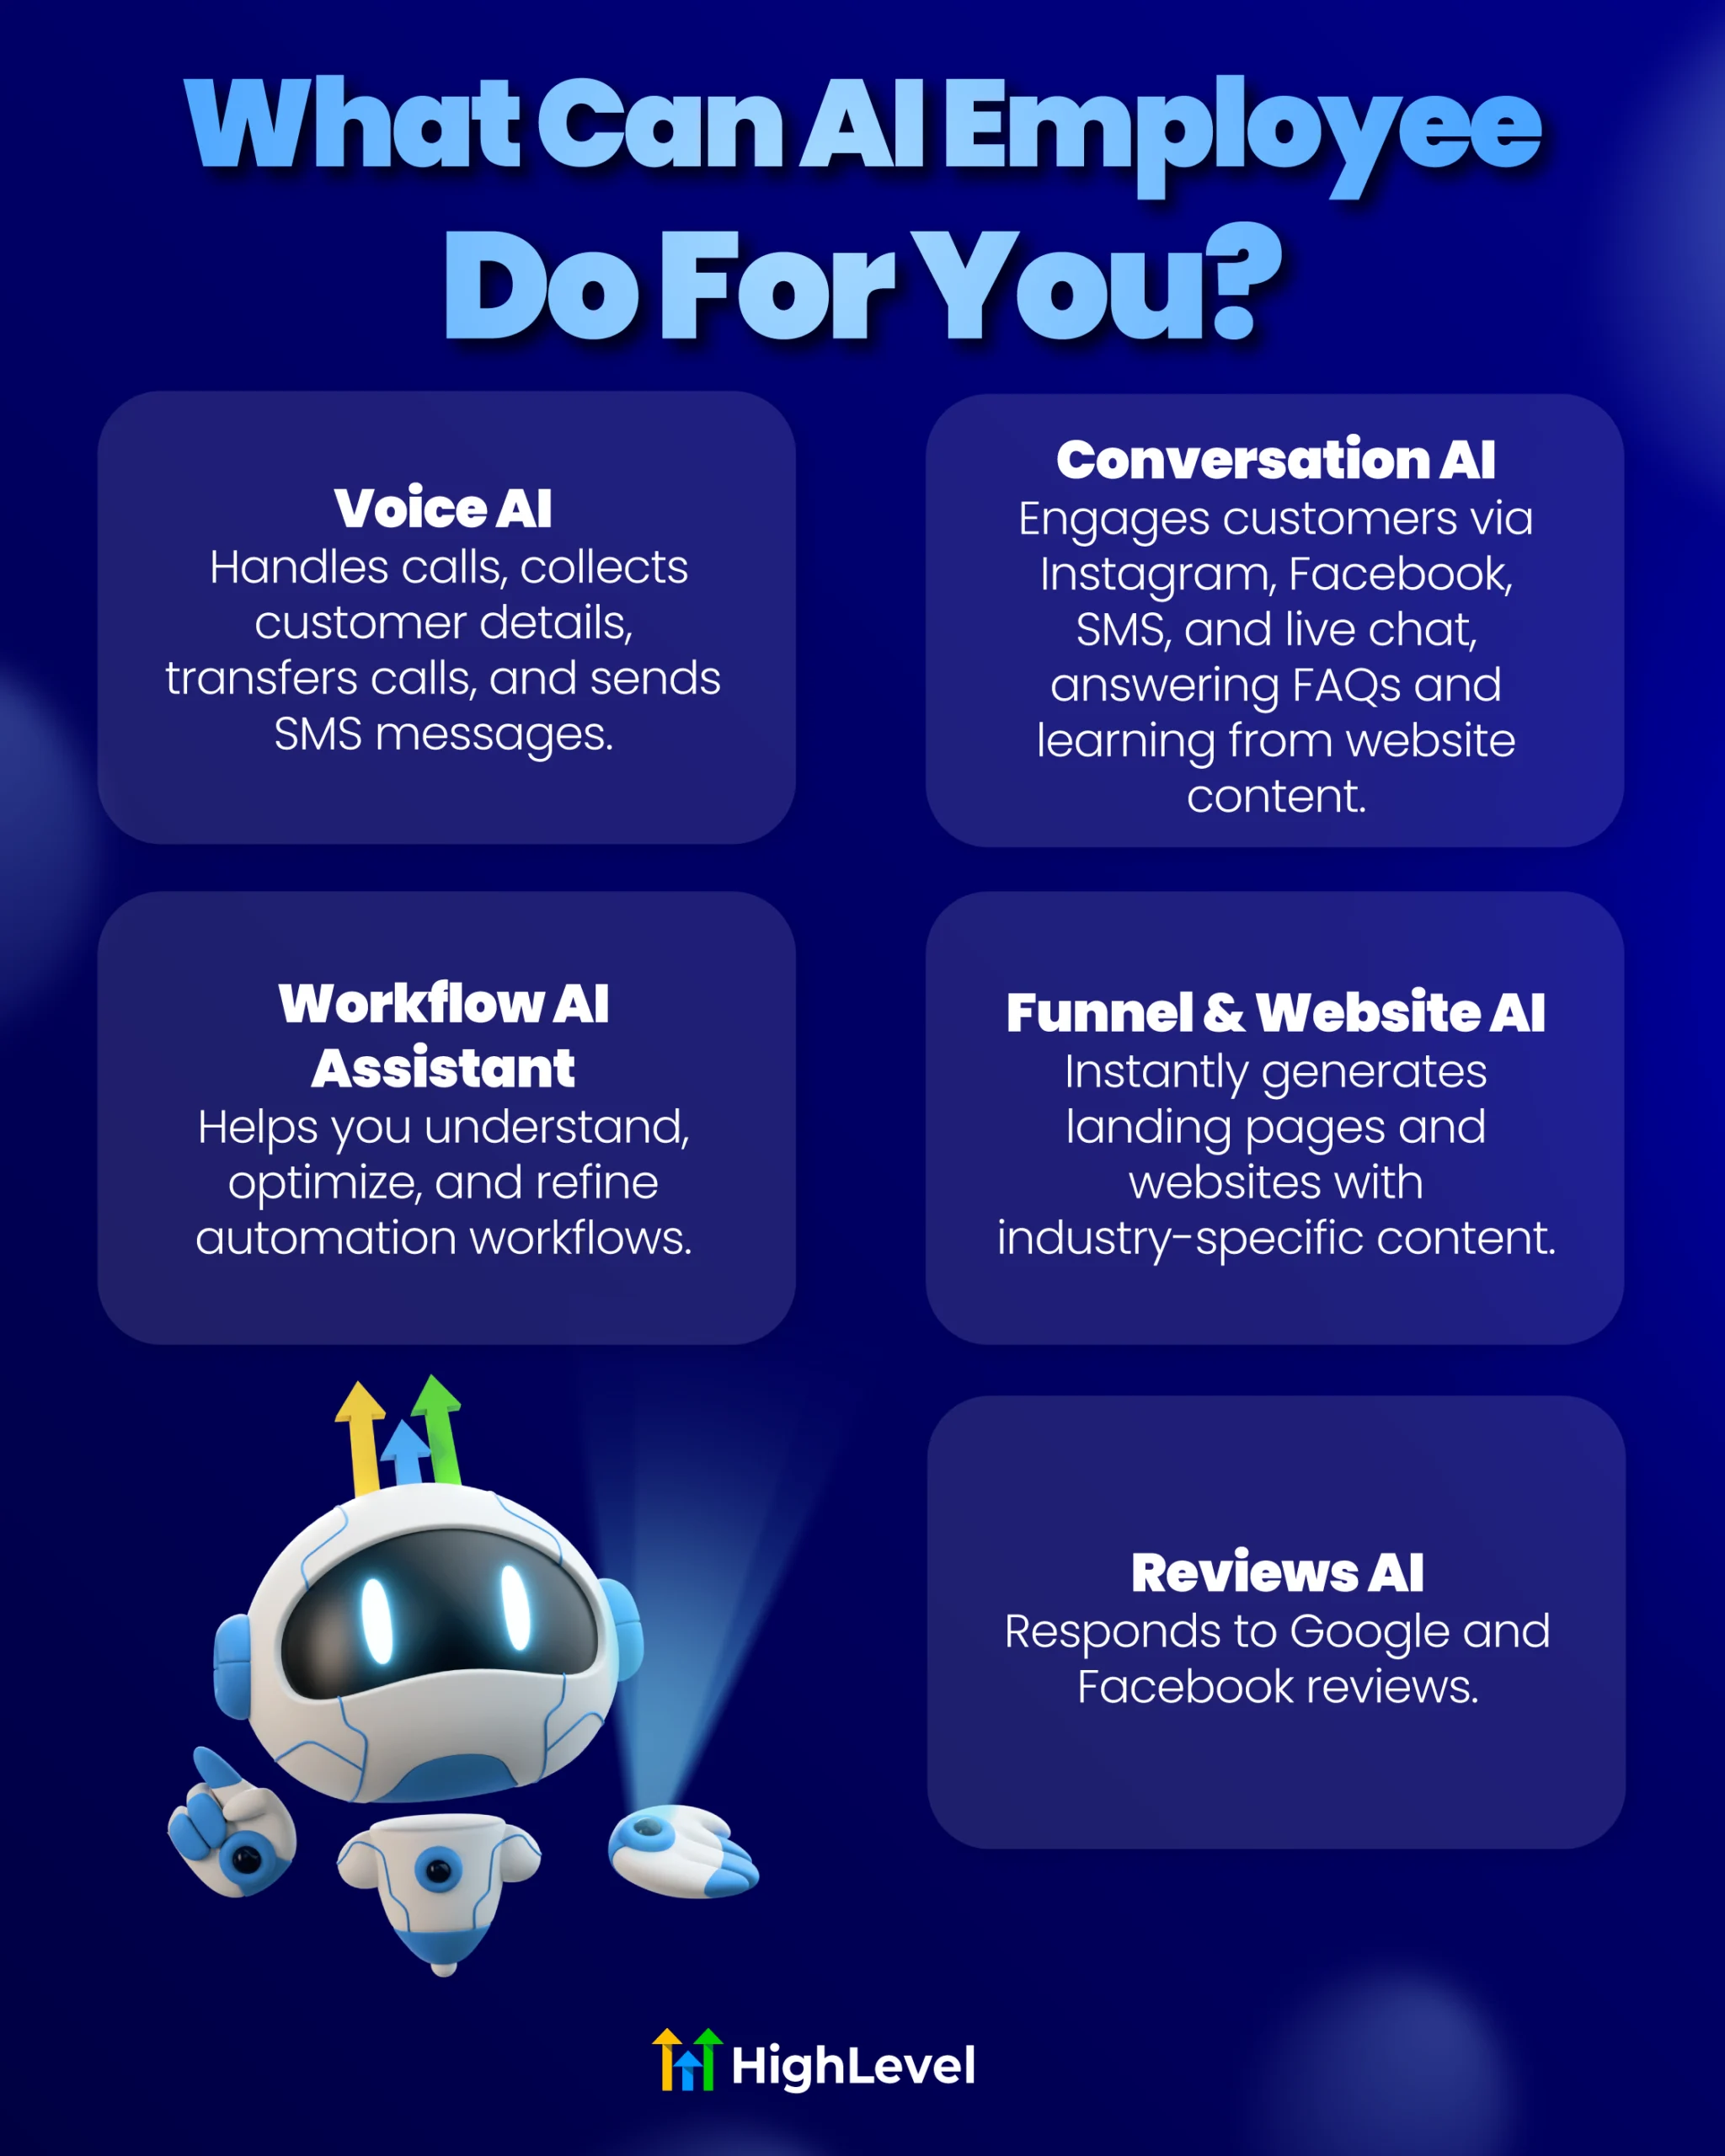 What Can AI Employee
Do For You?
Voice AI
Handles calls, collects
customer details,
transfers calls, and sends
SMS messages.
Conversation AI
Engages customers via
Instagram, Facebook,
SMS, and live chat,
answering FAQs and
learning from website
content.
Workflow AI
Assistant
Helps you understand,
optimize, and refine
automation workflows.
Funnel & Website AI
Instantly generates
landing pages and
websites with
industry-specific content.
Reviews AI
Responds to Google and
Facebook reviews.
HighLevel